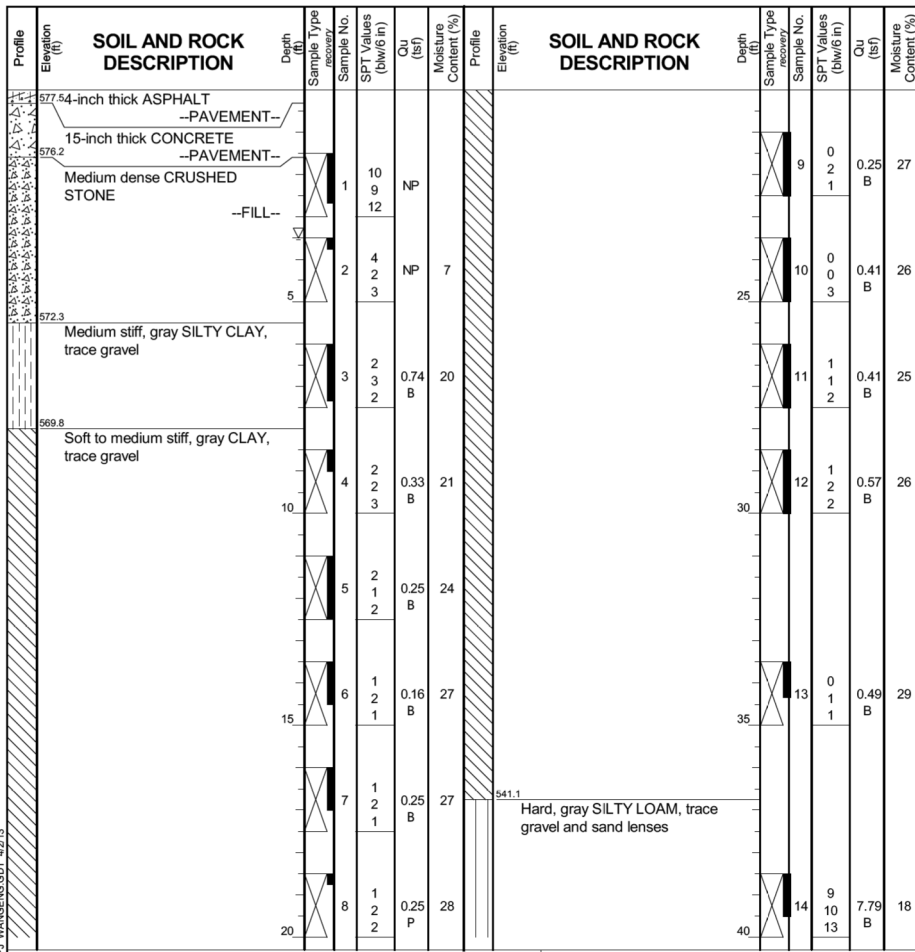 Profile
Elevation
(ft)
SOIL AND ROCK
DESCRIPTION
Depth
(ft)
Sample Type
recovery
Sample No.
SPT Values
(blw/6 in)
Qu
(tsf)
Moisture
Content (%)
577.5 4-inch thick ASPHALT
--PAVEMENT--
15-inch thick CONCRETE
576.2 --PAVEMENT--
Medium dense CRUSHED
STONE
--FILL--
1
10
9
12
NP
2
4
2
3
NP
7
5
572.3
Medium stiff, gray SILTY CLAY,
trace gravel
3
2
3
2
0.74
B
20
569.8
Soft to medium stiff, gray CLAY,
trace gravel
4
2
2
3
0.33
B
21
10
5
2
1
2
0.25
B
24
6
1
2
1
0.16
B
27
15
7
1
2
1
0.25
B
27
8
1
2
2
0.25
P
28
20
Profile
Elevation
(ft)
SOIL AND ROCK
DESCRIPTION
Depth
(ft)
Sample Type
recovery
Sample No.
SPT Values
(blw/6 in)
Qu
(tsf)
Moisture
Content (%)
9
0
2
1
0.25
B
27
10
0
0
3
0.41
B
26
25
11
1
1
2
0.41
B
25
12
1
2
2
0.57
B
26
30
13
0
1
1
0.49
B
29
35
541.1
Hard, gray SILTY LOAM, trace
gravel and sand lenses
14
9
10
13
7.79
B
18
40